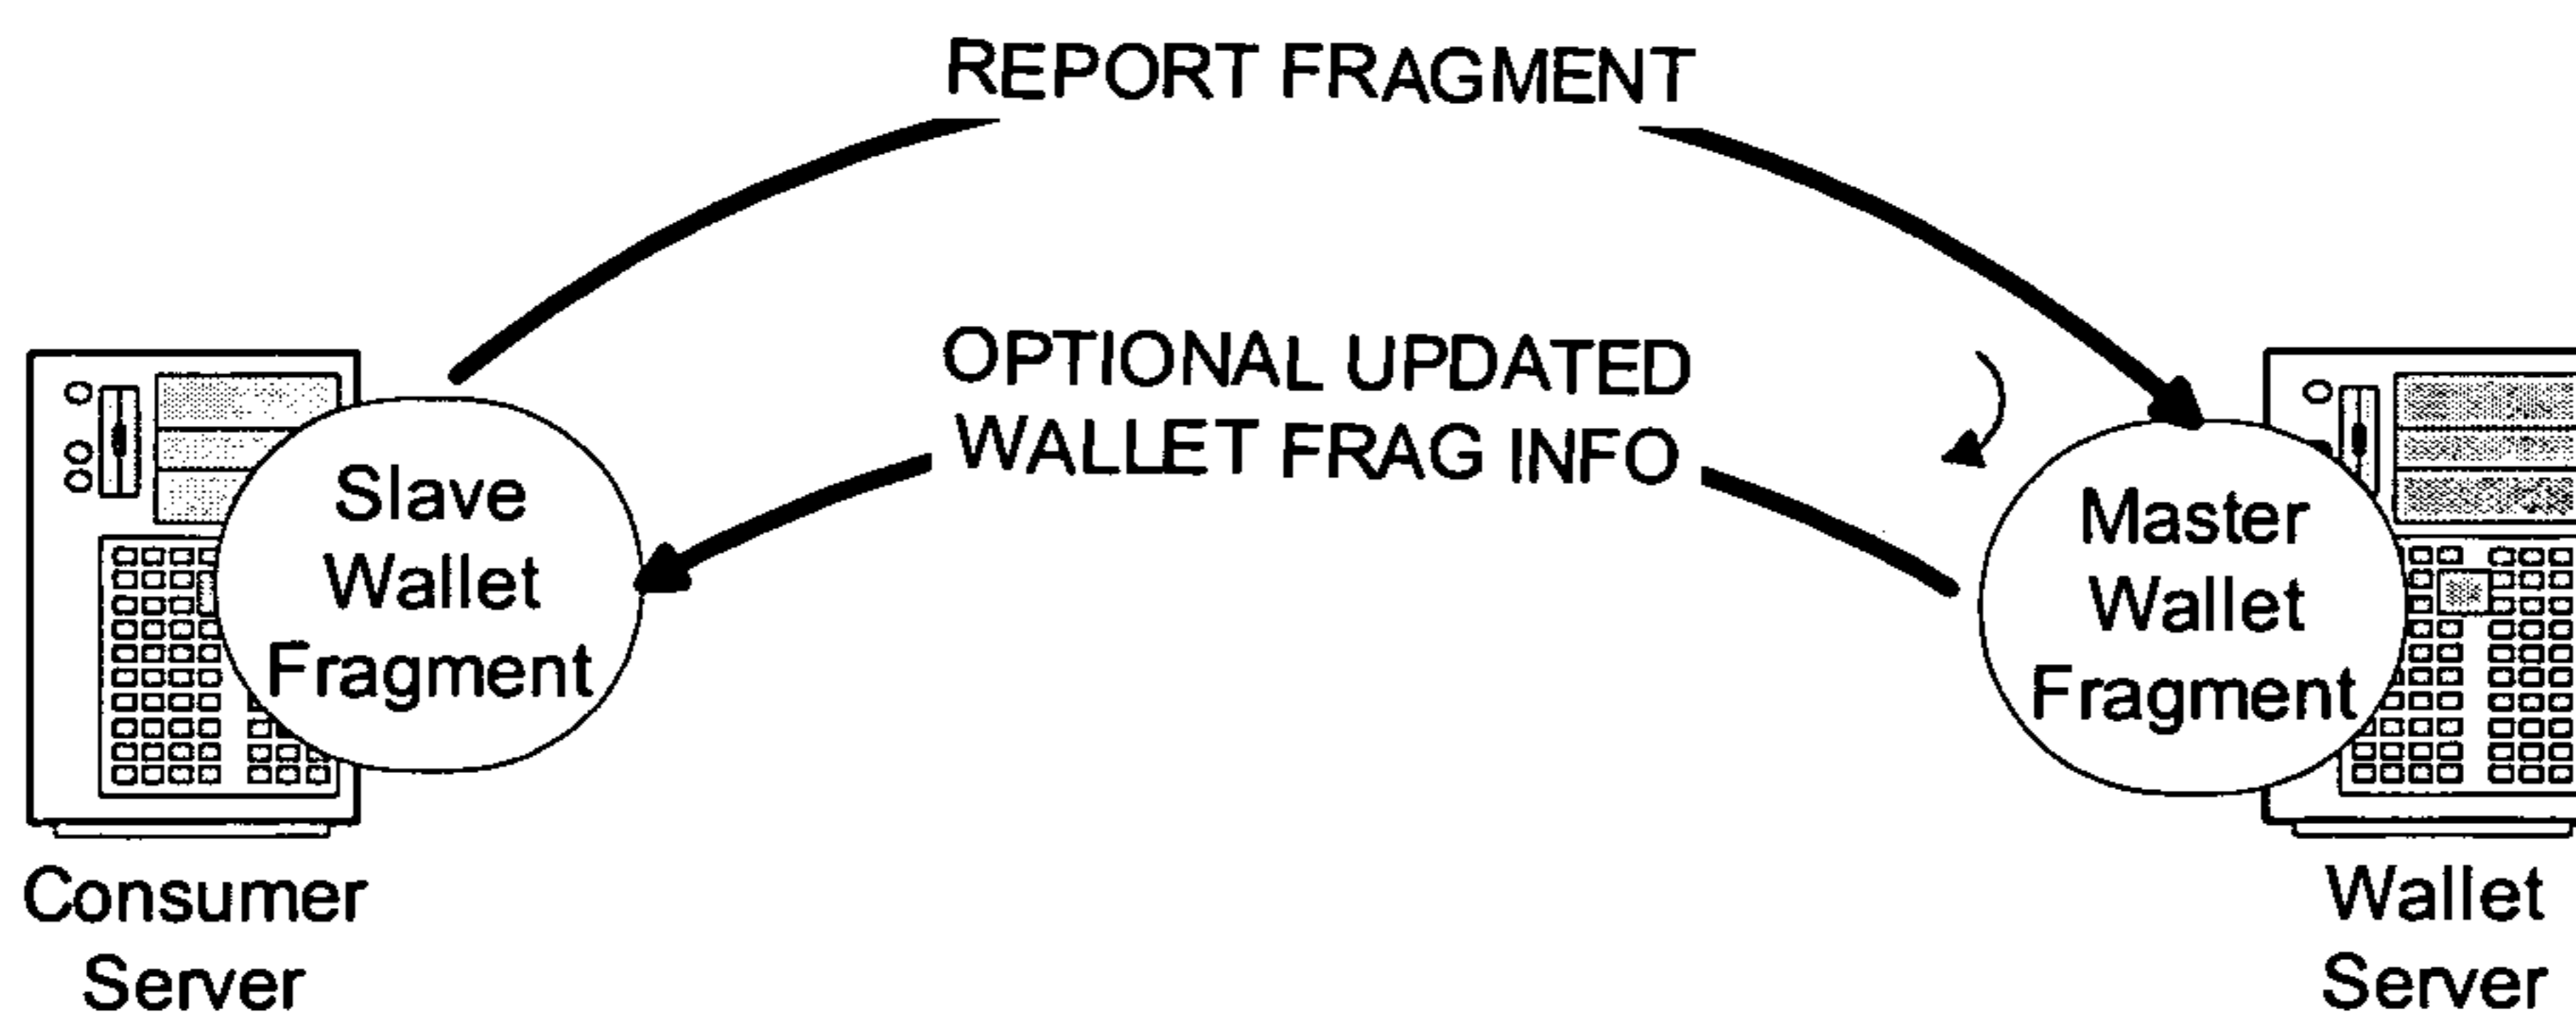 REPORT FRAGMENT
OPTIONAL UPDATED
WALLET FRAG INFO
Slave
Wallet
Fragment
Master
Wallet
Fragment
Consumer
Server
Wallet
Server